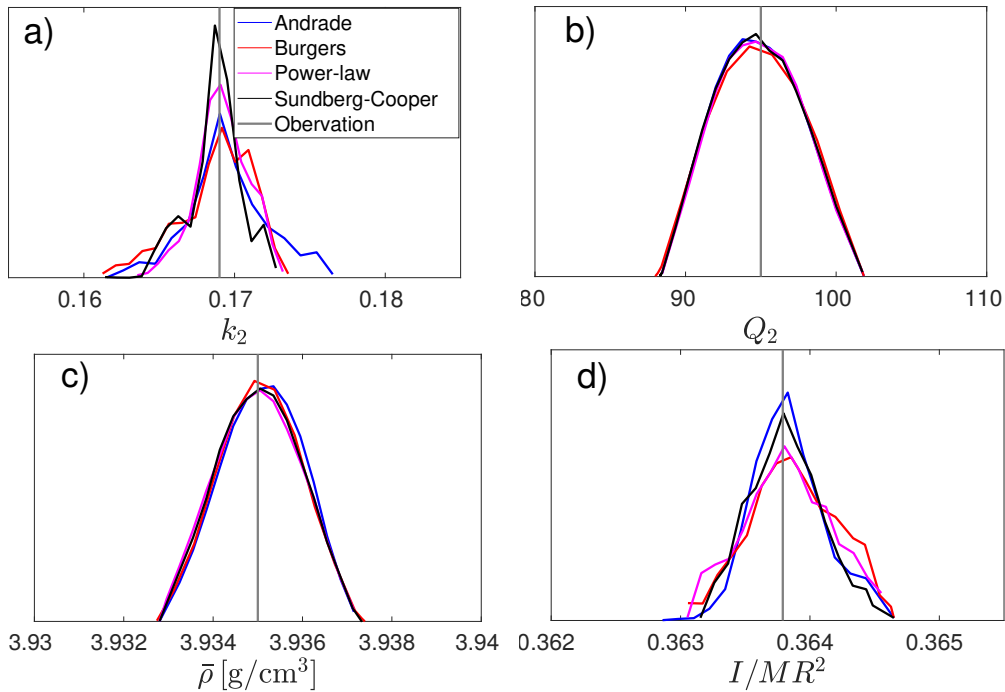 a)
Andrade
Burgers
Power-law
Sundberg-Cooper
Obervation
0.16 0.17 0.18
k₂
b)
80 90 100 110
Q₂
c)
3.93 3.932 3.934 3.936 3.938 3.94
ρ̄ [g/cm³]
d)
0.362 0.363 0.364 0.365
I/MR²